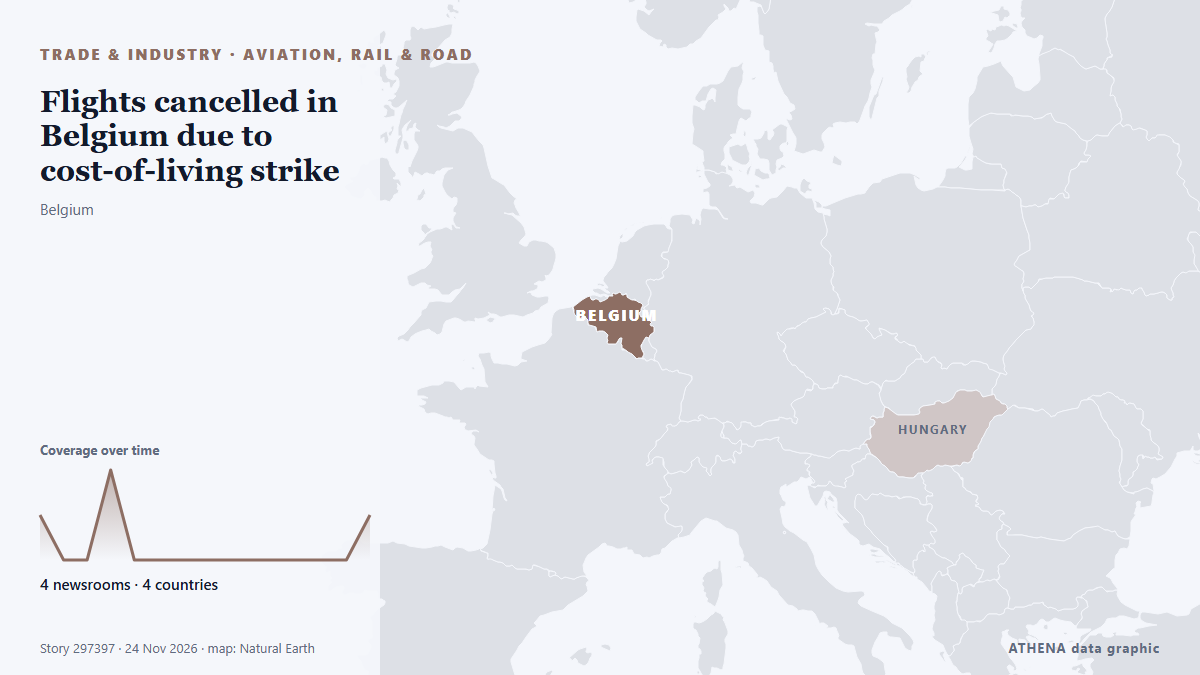 TRADE & INDUSTRY · AVIATION, RAIL & ROAD
Flights cancelled in
Belgium due to
cost-of-living strike
Belgium
BELGIUM
HUNGARY
Coverage over time
4 newsrooms · 4 countries
Story 297397 · 24 Nov 2026 · map: Natural Earth
ATHENA data graphic